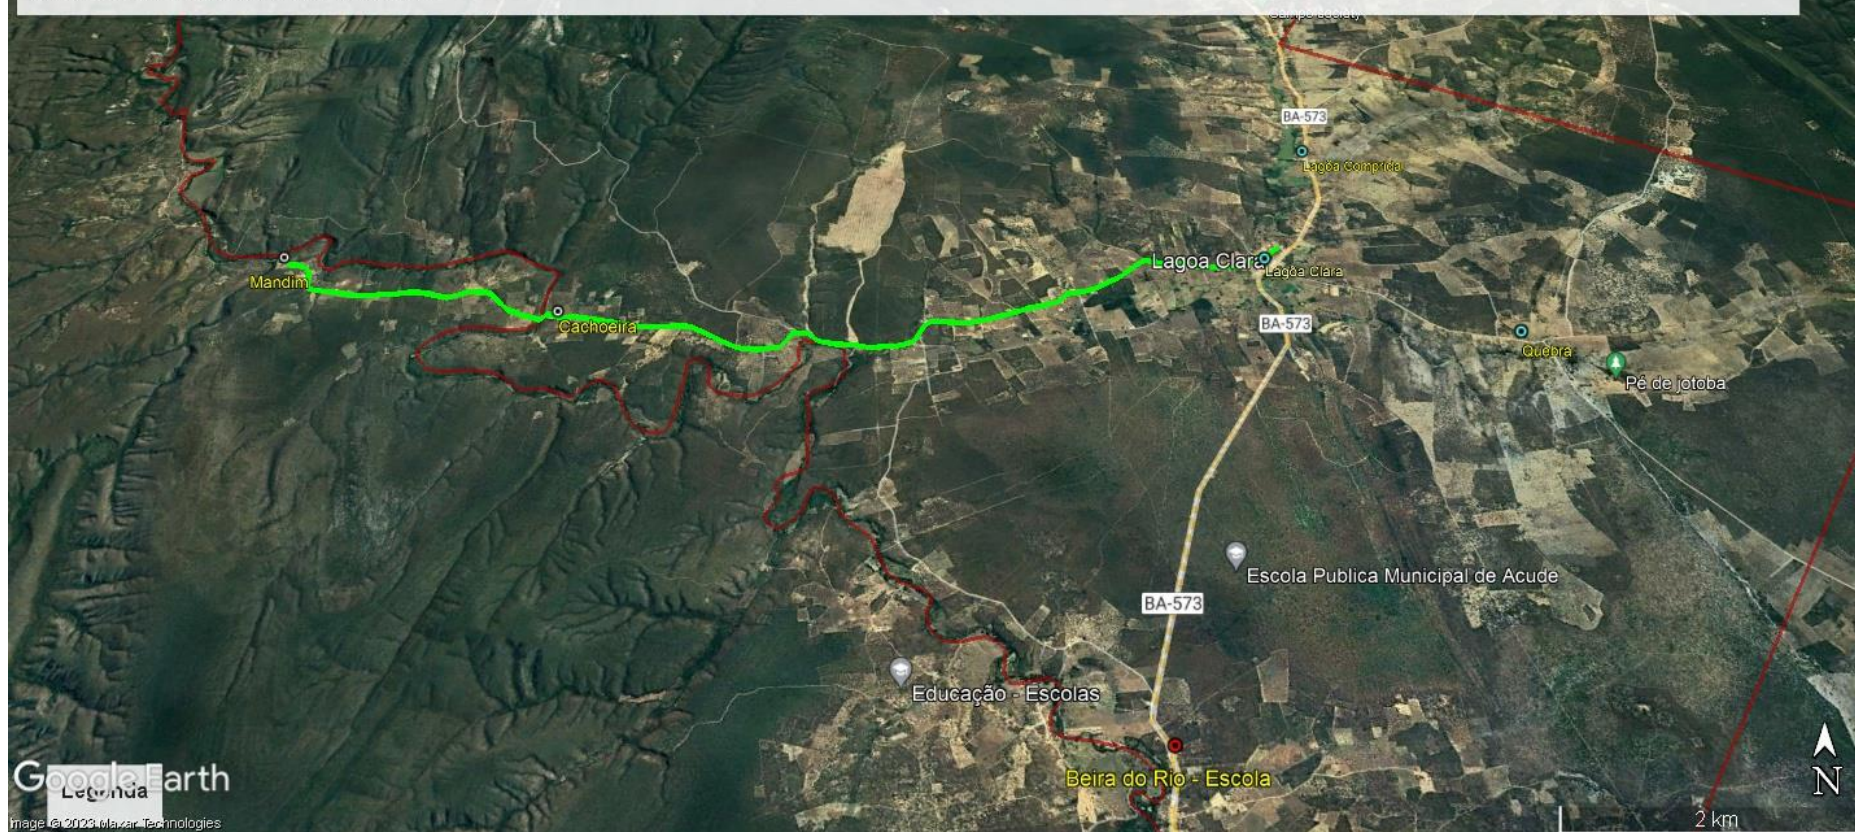 Campo society
BA-573
Lagoa Comprida
Lagoa Clara
Lagoa Clara
Mandim
Cachoeira
BA-573
Quebra
Pé de jotoba
Escola Publica Municipal de Acude
BA-573
Educação - Escolas
Beira do Rio - Escola
Google Earth
Legenda
Image © 2023 Maxar Technologies
N
2 km